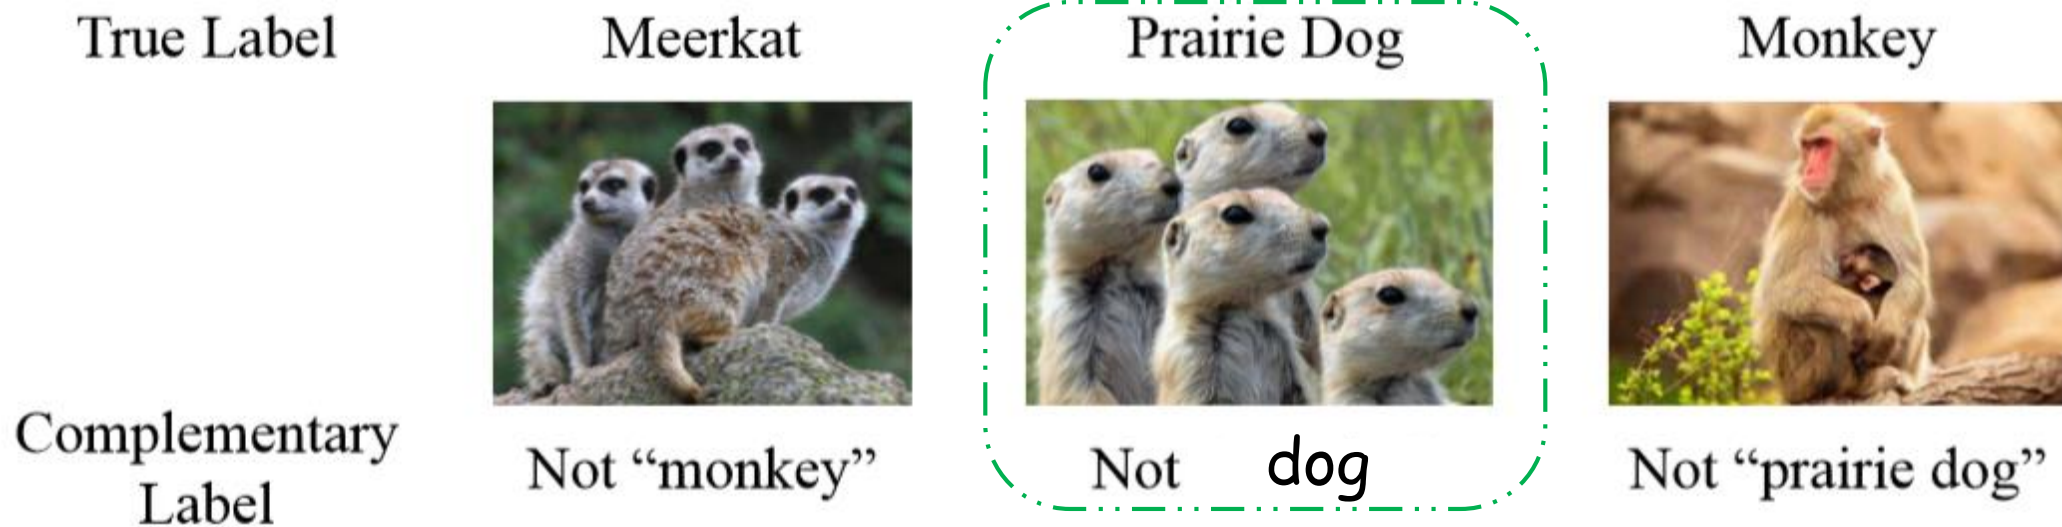 True Label
Meerkat
Prairie Dog
Monkey
Complementary
Label
Not “monkey”
Not dog
Not “prairie dog”